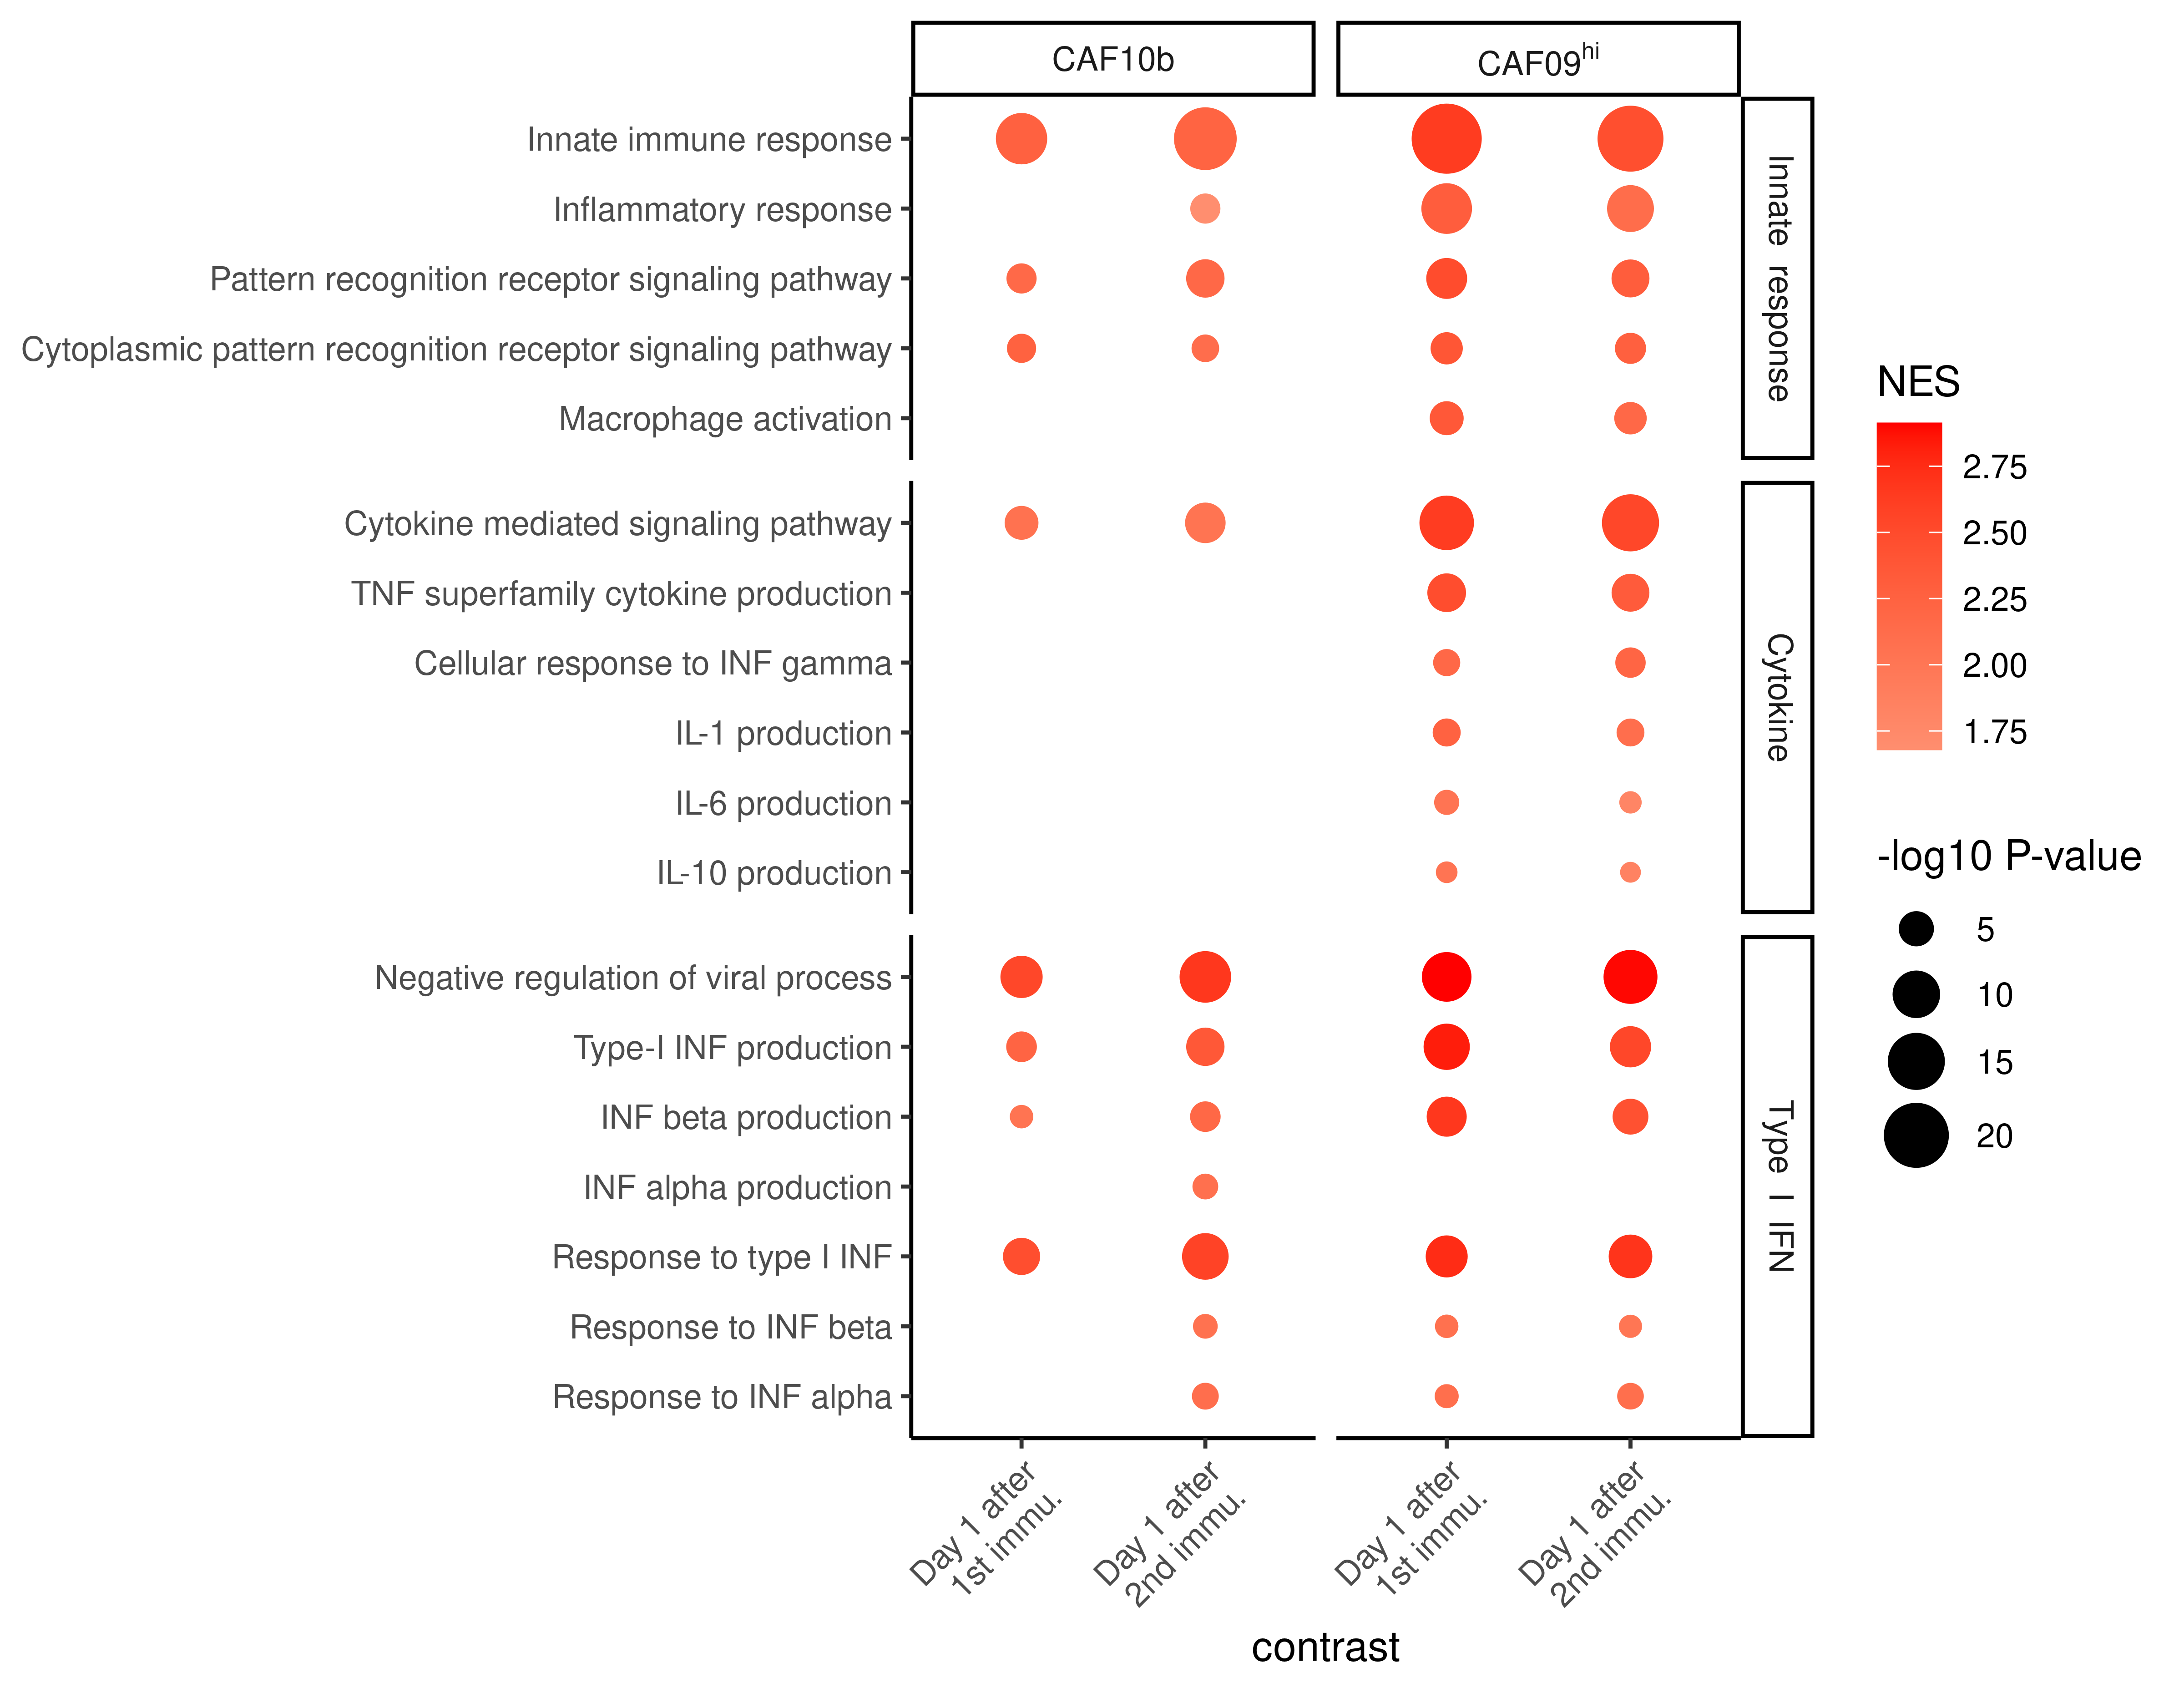 CAF10b
CAF09hi
Innate immune response
Inflammatory response
Pattern recognition receptor signaling pathway
Cytoplasmic pattern recognition receptor signaling pathway
Macrophage activation
Innate response
Cytokine mediated signaling pathway
TNF superfamily cytokine production
Cellular response to INF gamma
IL-1 production
IL-6 production
IL-10 production
Cytokine
Negative regulation of viral process
Type-I INF production
INF beta production
INF alpha production
Response to type I INF
Response to INF beta
Response to INF alpha
Type I IFN
Day 1 after
1st immu.
Day 1 after
2nd immu.
Day 1 after
1st immu.
Day 1 after
2nd immu.
contrast
NES
2.75
2.50
2.25
2.00
1.75
-log10 P-value
5
10
15
20